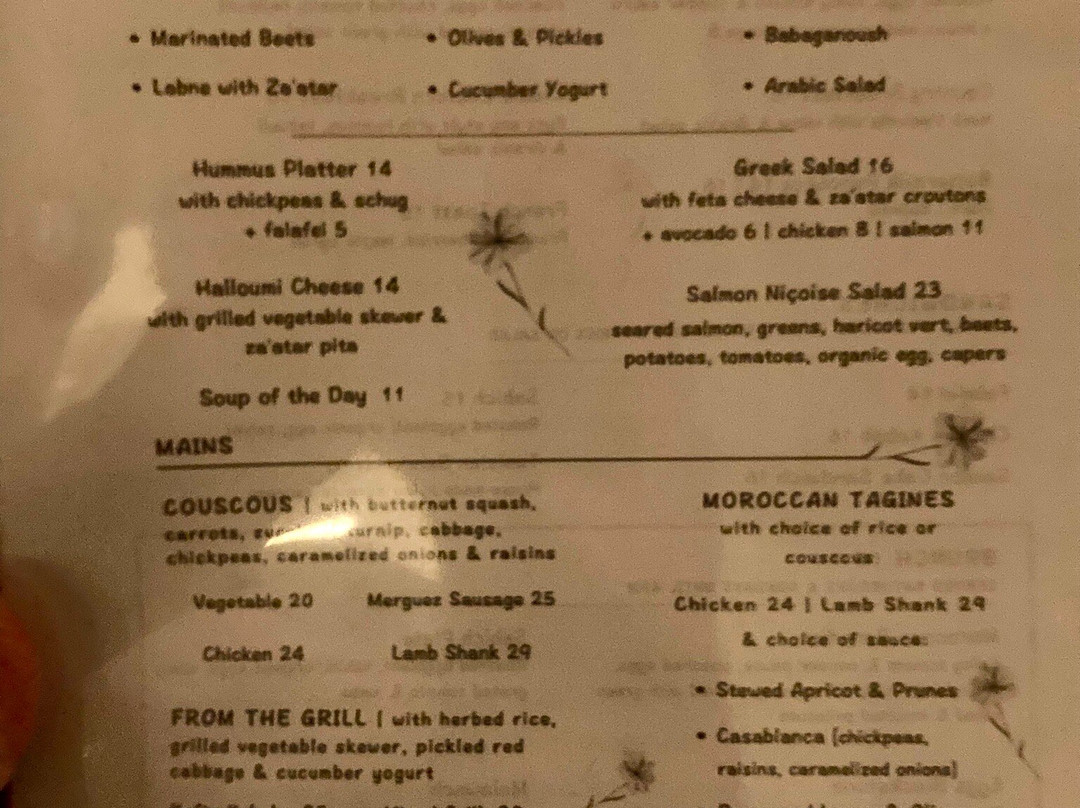 • Marinated Beets
• Olives & Pickles
• Babaganoush
• Labne with Za'atar
• Cucumber Yogurt
• Arabic Salad
Hummus Platter 14
with chickpeas & schug
+ falafel 5
Halloumi Cheese 14
with grilled vegetable skewer &
za'atar pita
Soup of the Day 11
Greek Salad 16
with feta cheese & za'atar croutons
+ avocado 6 | chicken 8 | salmon 11
Salmon Niçoise Salad 23
seared salmon, greens, haricot vert, beets,
potatoes, tomatoes, organic egg, capers
MAINS
COUSCOUS | with butternut squash,
carrots, turnip, cabbage,
chickpeas, caramelized onions & raisins
Vegetable 20
Merguez Sausage 25
Chicken 24
Lamb Shank 29
FROM THE GRILL | with herbed rice,
grilled vegetable skewer, pickled red
cabbage & cucumber yogurt
MOROCCAN TAGINES
with choice of rice or
couscous
Chicken 24 | Lamb Shank 29
& choice of sauce:
• Stewed Apricot & Prunes
• Casablanca (chickpeas,
raisins, caramelized onions)